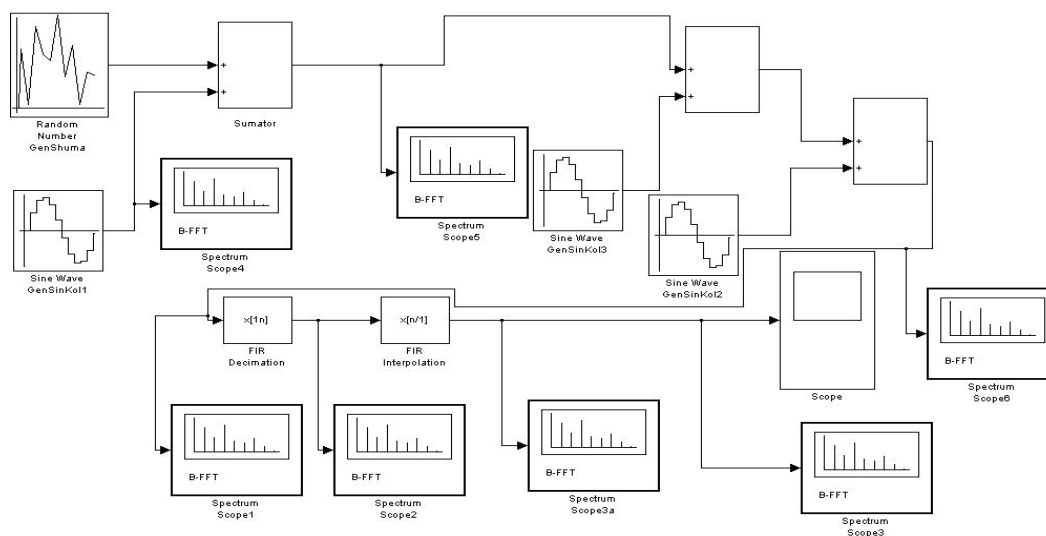 +
+
Random
Number
GenShuma
Sumator
+
+
+
+
B-FFT
Spectrum
Scope5
B-FFT
Spectrum
Scope4
Sine Wave
GenSinKol1
Sine Wave
GenSinKol3
Sine Wave
GenSinKol2
x[1n]
FIR
Decimation
x[n/1]
FIR
Interpolation
Scope
B-FFT
Spectrum
Scope6
B-FFT
Spectrum
Scope1
B-FFT
Spectrum
Scope2
B-FFT
Spectrum
Scope3a
B-FFT
Spectrum
Scope3